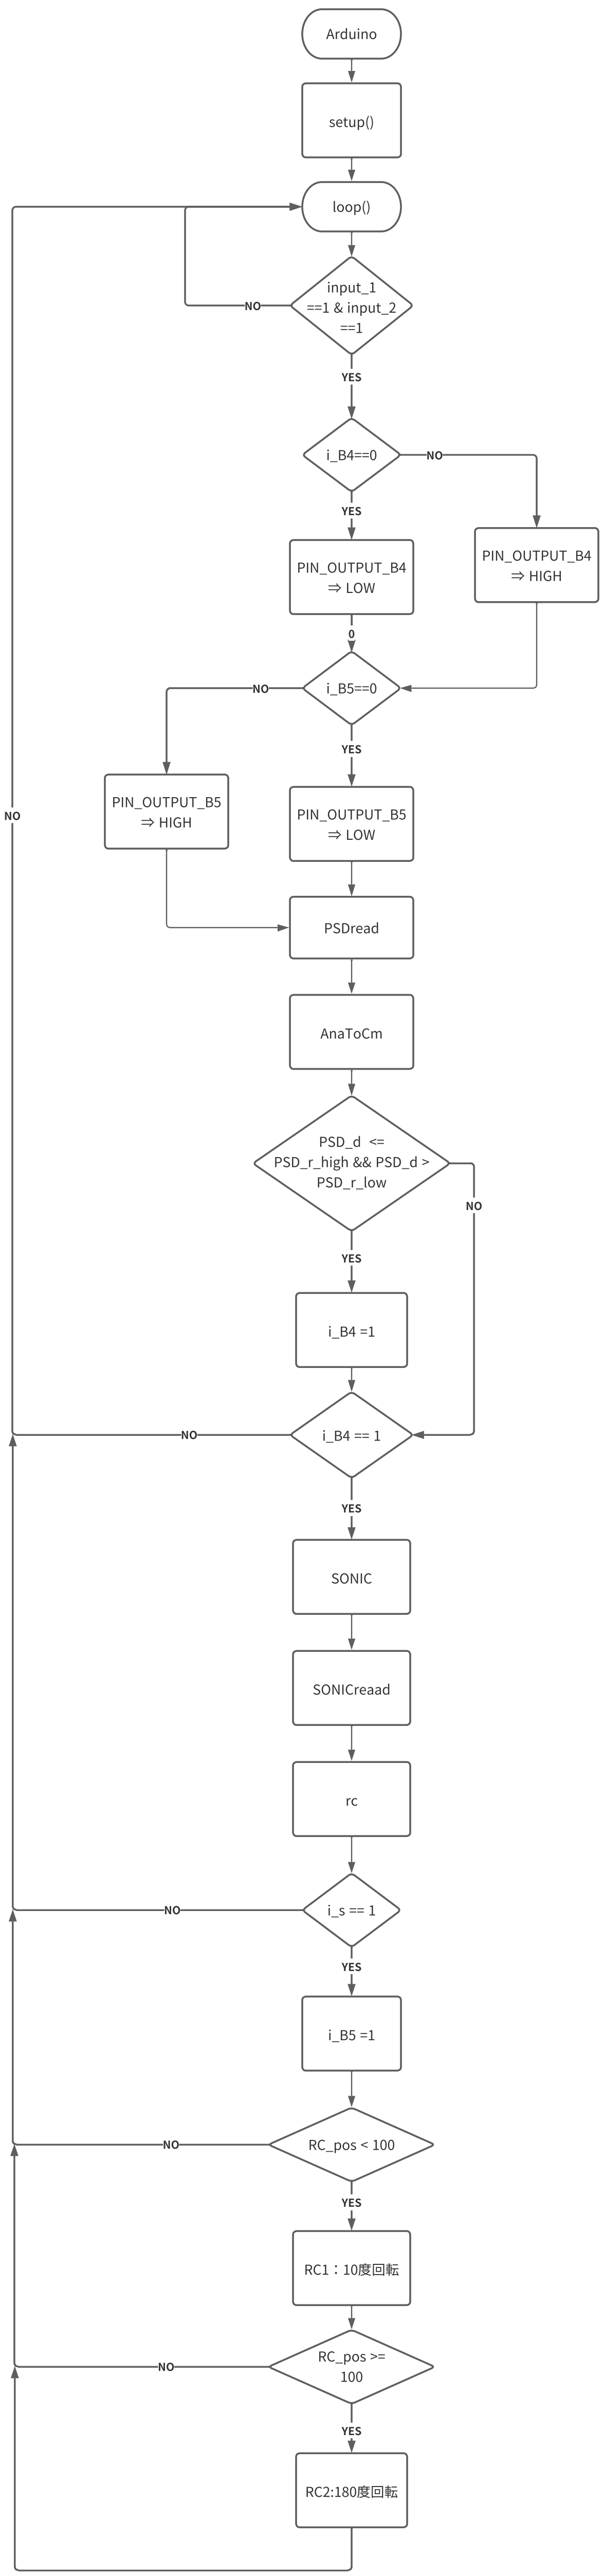 Arduino
setup()
loop()
input_1
==1 & input_2
==1
NO
YES
i_B4==0
NO
YES
PIN_OUTPUT_B4
⇒ HIGH
PIN_OUTPUT_B4
⇒ LOW
0
i_B5==0
NO
YES
PIN_OUTPUT_B5
⇒ HIGH
PIN_OUTPUT_B5
⇒ LOW
NO
PSDread
AnaToCm
PSD_d <=
PSD_r_high && PSD_d >
PSD_r_low
NO
YES
i_B4 =1
i_B4 == 1
NO
YES
SONIC
SONICreaad
rc
i_s == 1
NO
YES
i_B5 =1
RC_pos < 100
NO
YES
RC1：10度回転
RC_pos >=
100
NO
YES
RC2:180度回転